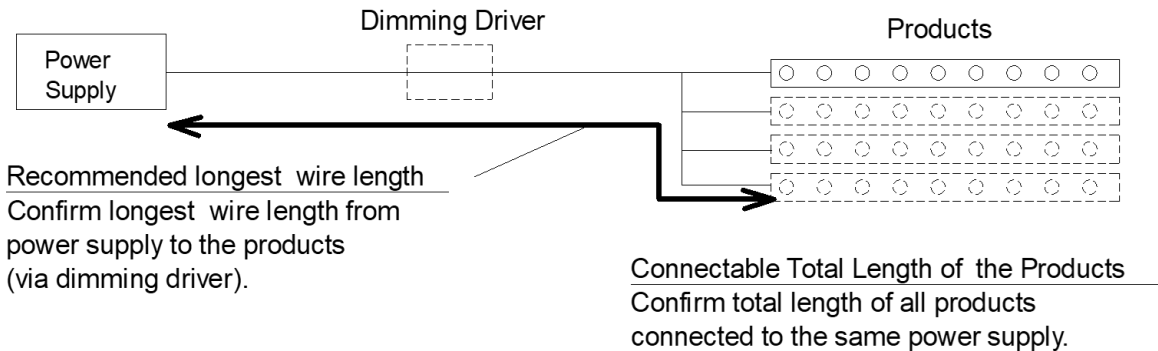 Dimming Driver
Products
Power
Supply
Recommended longest wire length
Confirm longest wire length from
power supply to the products
(via dimming driver).
Connectable Total Length of the Products
Confirm total length of all products
connected to the same power supply.